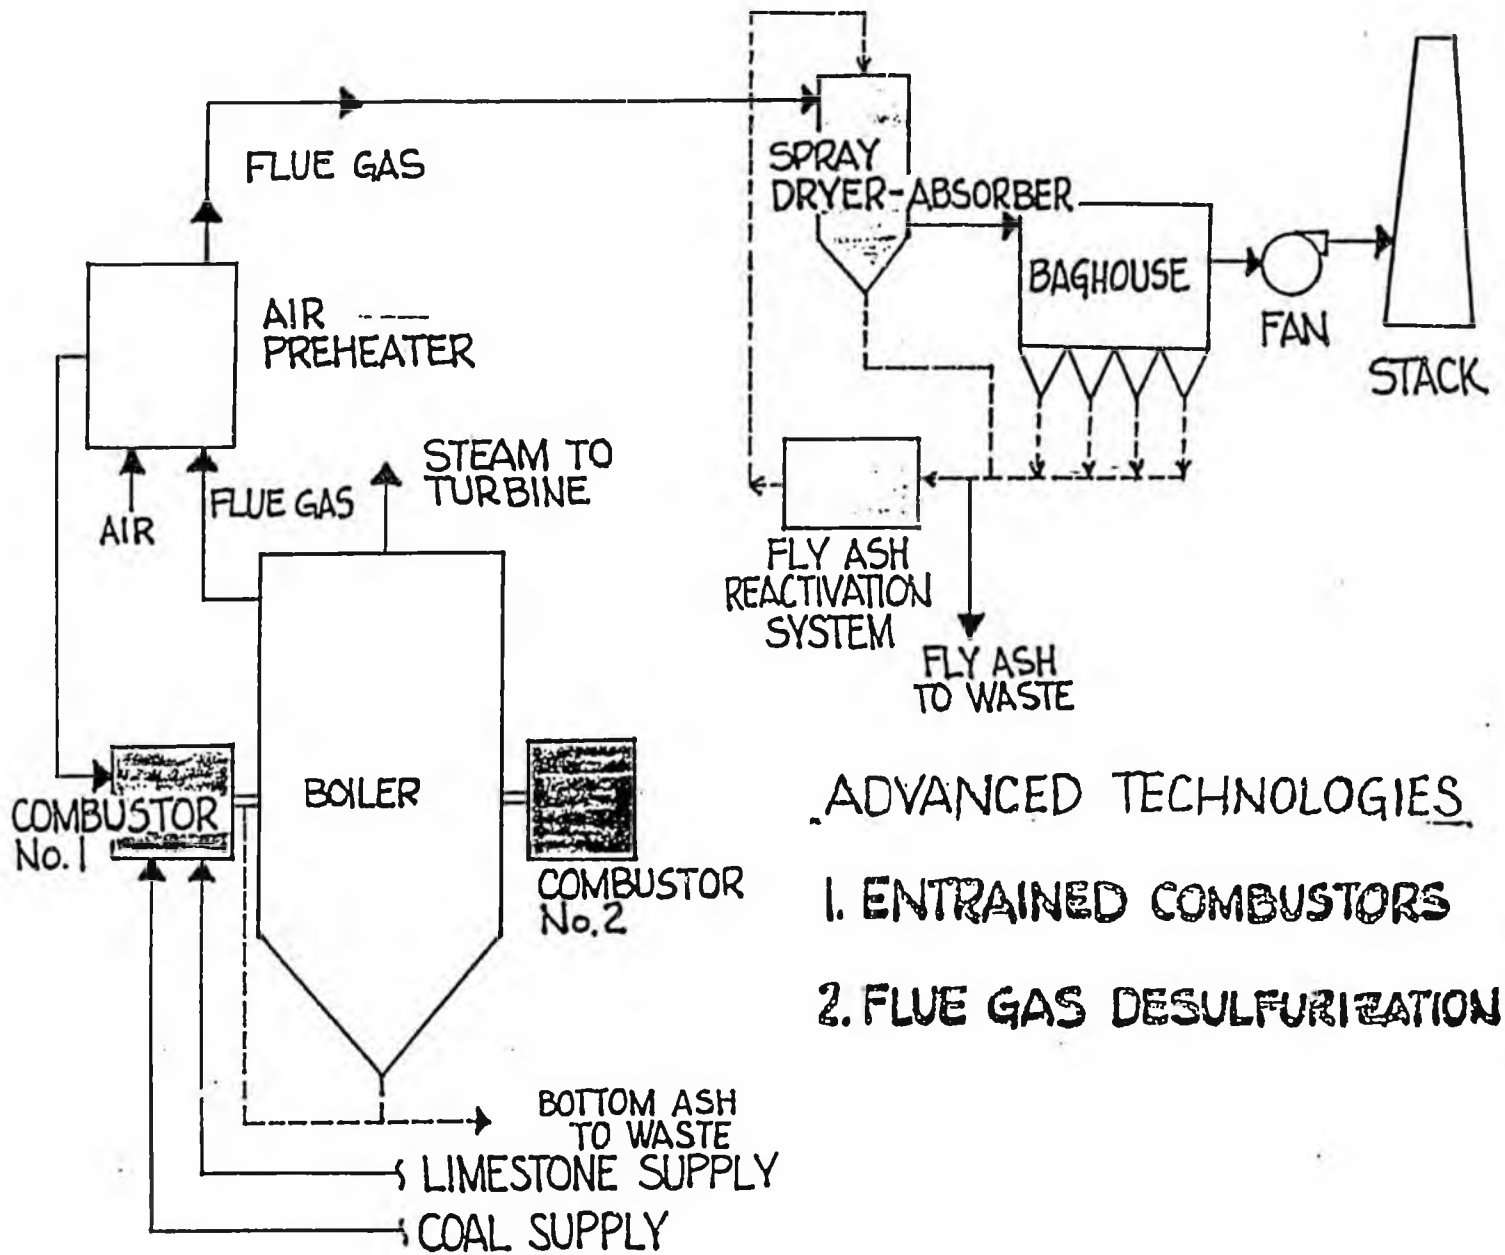 FLUE GAS
SPRAY
DRYER-ABSORBER
BAGHOUSE
FAN
STACK
AIR
PREHEATER
STEAM TO
TURBINE
FLUE GAS
AIR
FLY ASH
REACTIVATION
SYSTEM
FLY ASH
TO WASTE
BOILER
COMBUSTOR
No. 1
COMBUSTOR
No. 2
ADVANCED TECHNOLOGIES
1. ENTRAINED COMBUSTORS
2. FLUE GAS DESULFURIZATION
BOTTOM ASH
TO WASTE
LIMESTONE SUPPLY
COAL SUPPLY